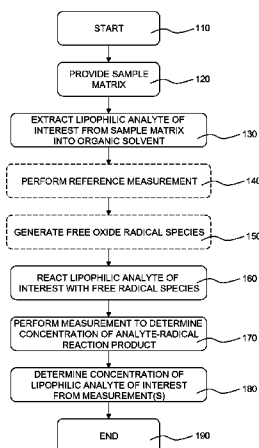 START
110
PROVIDE SAMPLE
MATRIX
120
EXTRACT LIPOPHILIC ANALYTE OF
INTEREST FROM SAMPLE MATRIX
INTO ORGANIC SOLVENT
130
PERFORM REFERENCE MEASUREMENT
140
GENERATE FREE OXIDE RADICAL SPECIES
150
REACT LIPOPHILIC ANALYTE OF
INTEREST WITH FREE RADICAL SPECIES
160
PERFORM MEASUREMENT TO DETERMINE
CONCENTRATION OF ANALYTE-RADICAL
REACTION PRODUCT
170
DETERMINE CONCENTRATION OF
LIPOPHILIC ANALYTE OF INTEREST
FROM MEASUREMENT(S)
180
END
190